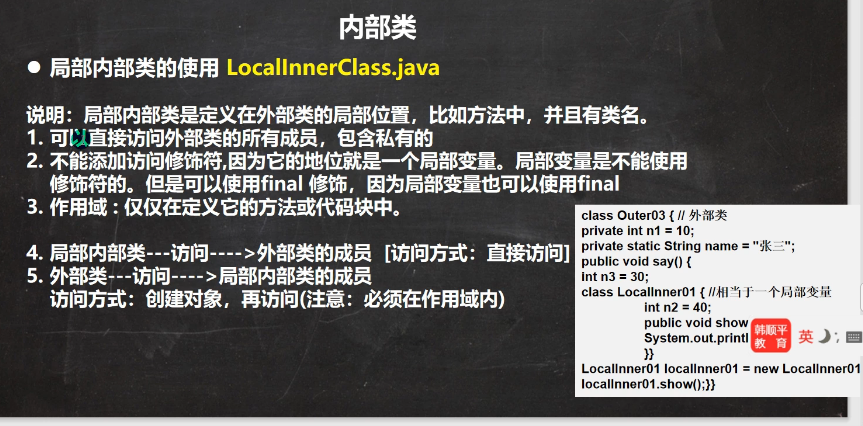 内部类
● 局部内部类的使用 LocalInnerClass.java
说明：局部内部类是定义在外部类的局部位置，比如方法中，并且有类名。
1. 可以直接访问外部类的所有成员，包含私有的
2. 不能添加访问修饰符,因为它的地位就是一个局部变量。局部变量是不能使用
修饰符的。但是可以使用final 修饰，因为局部变量也可以使用final
3. 作用域 : 仅仅在定义它的方法或代码块中。
4. 局部内部类---访问---->外部类的成员 [访问方式：直接访问]
5. 外部类---访问---->局部内部类的成员
访问方式：创建对象，再访问(注意：必须在作用域内)
class Outer03 { // 外部类
private int n1 = 10;
private static String name = "张三";
public void say() {
int n3 = 30;
class LocalInner01 { //相当于一个局部变量
int n2 = 40;
public void show
System.out.printl
}}
LocalInner01 localInner01 = new LocalInner01
localInner01.show();}}
韩顺平
教 育
英